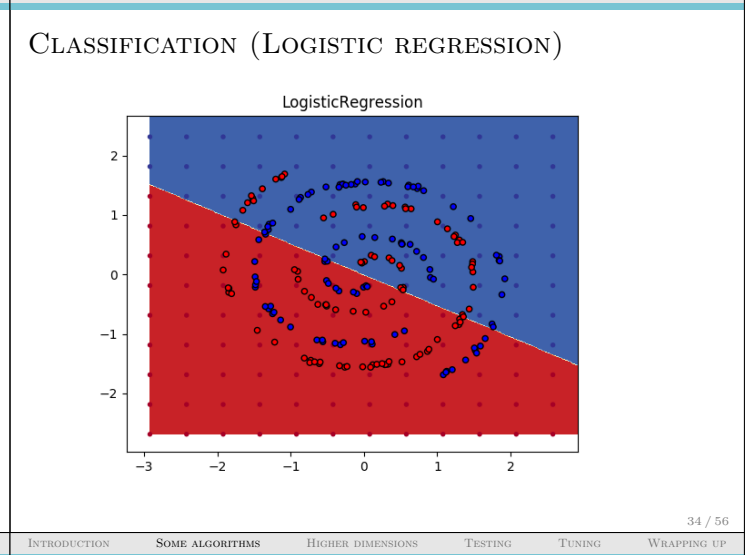 Classification (Logistic regression)
LogisticRegression
2
1
0
−1
−2
−3 −2 −1 0 1 2
34 / 56
Introduction Some algorithms Higher dimensions Testing Tuning Wrapping up